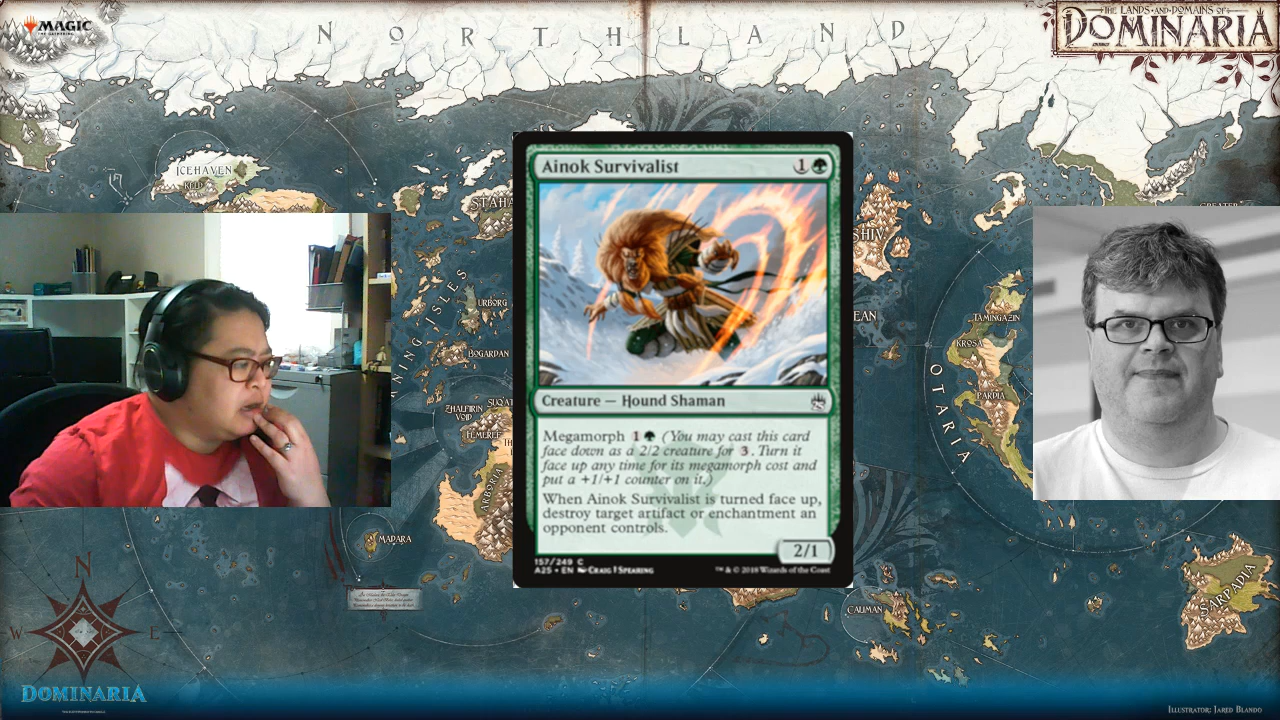 MAGIC
THE GATHERING
NORTHLAND
THE LANDS AND DOMAINS OF
DOMINARIA
ICEHAVEN
SHIV
URBORG
BOGARDAN
EAN
TAMINGAZIN
KROSA
PARDIA
OTARIA
ZHALFIRIN
VOID
ARBORIA
MADARA
CALIMAN
SARPADIA
Ainok Survivalist 1
Creature — Hound Shaman
Megamorph 1 (You may cast this card
face down as a 2/2 creature for 3. Turn it
face up any time for its megamorph cost and
put a +1/+1 counter on it.)
When Ainok Survivalist is turned face up,
destroy target artifact or enchantment an
opponent controls.
2/1
157/249 C
A25 • EN CRAIG J SPEARING
™ & © 2018 Wizards of the Coast
N
W
E
DOMINARIA
ILLUSTRATOR: JARED BLANDO